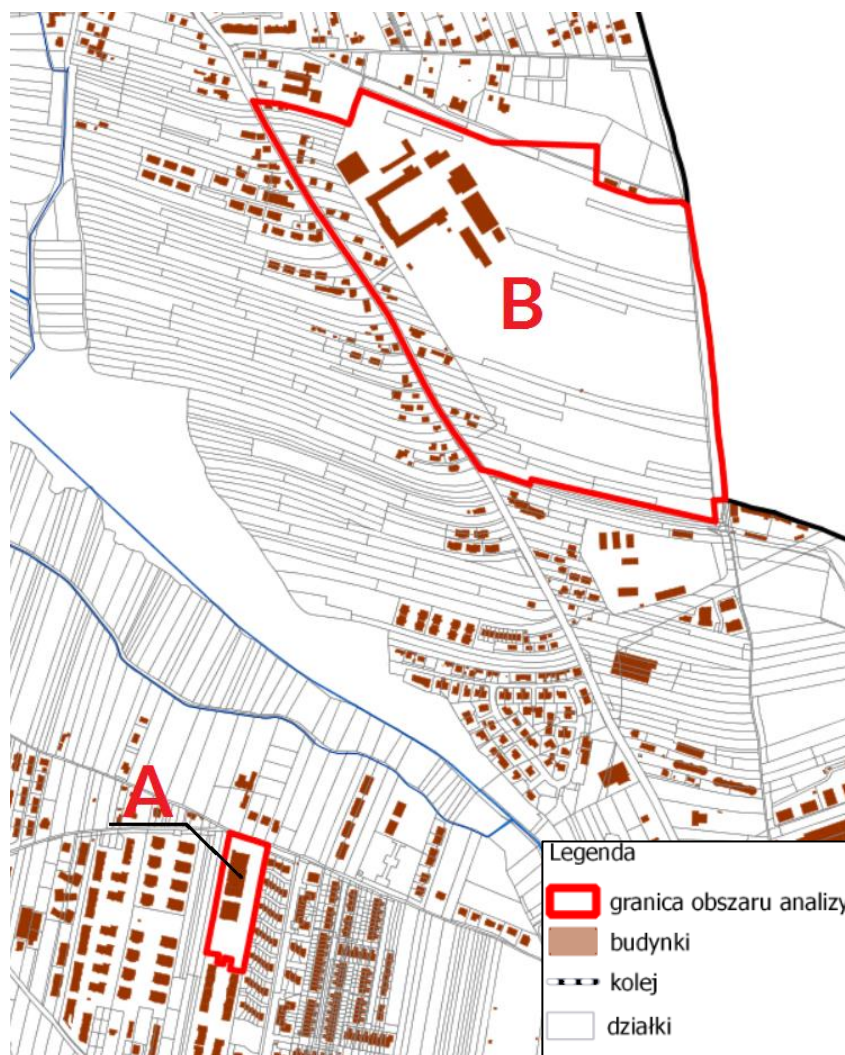 B
A
Legenda
granica obszaru analizy
budynki
kolej
działki